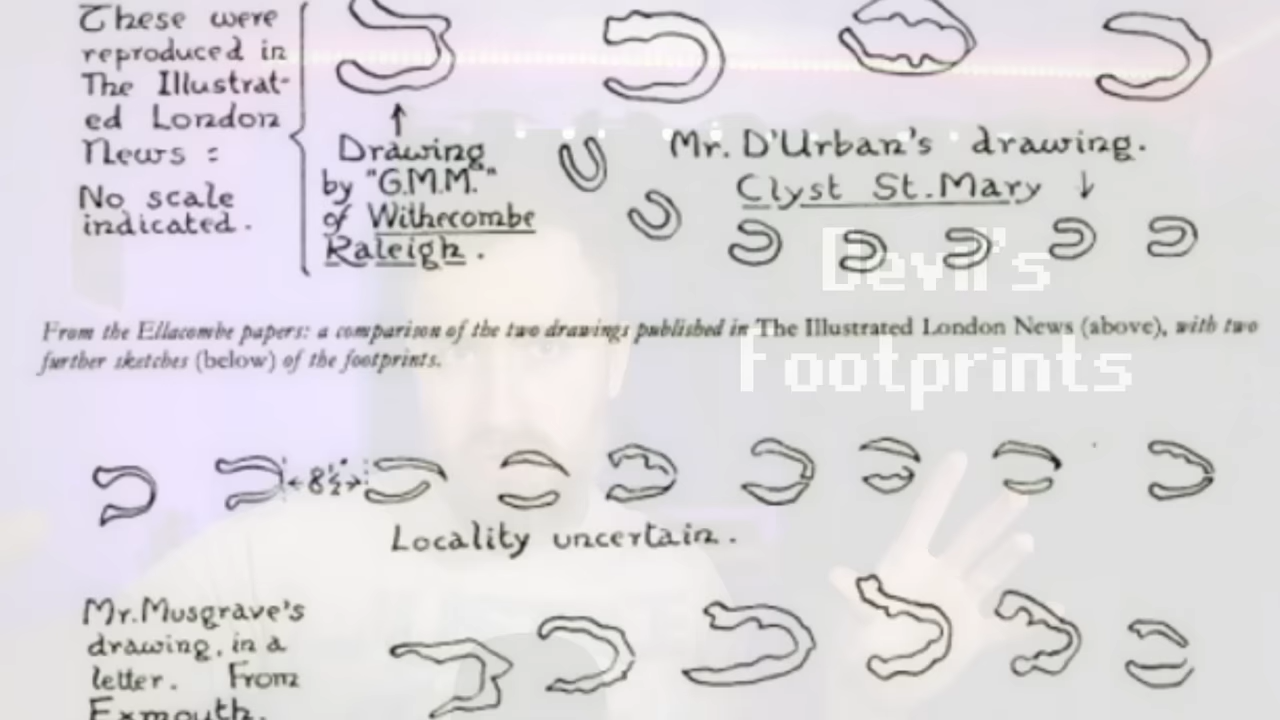 These were
reproduced in
The Illustrat-
ed London
News :
No scale
indicated.
Drawing
by "G.M.M."
of Withecombe
Raleigh.
Mr. D'Urban's drawing.
Clyst St. Mary
Devil's
Footprints
From the Ellacombe papers: a comparison of the two drawings published in The Illustrated London News (above), with two
further sketches (below) of the footprints.
8½"
Locality uncertain.
Mr. Musgrave's
drawing, in a
letter. From
Exmouth.